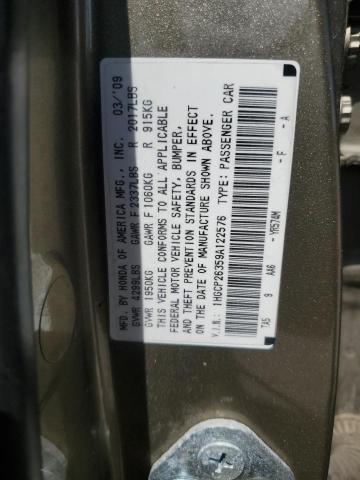 MFD. BY HONDA OF AMERICA MFG., INC. 03/'09
GVWR 4299LBS GAWR F 2337LBS R 2017LBS
GVWR 1950KG GAWR F 1060KG R 915KG
THIS VEHICLE CONFORMS TO ALL APPLICABLE
FEDERAL MOTOR VEHICLE SAFETY, BUMPER,
AND THEFT PREVENTION STANDARDS IN EFFECT
ON THE DATE OF MANUFACTURE SHOWN ABOVE.
V.I.N.: 1HGCP26359A122576 TYPE: PASSENGER CAR
TA5 9 AA6 -YR574M -F -A